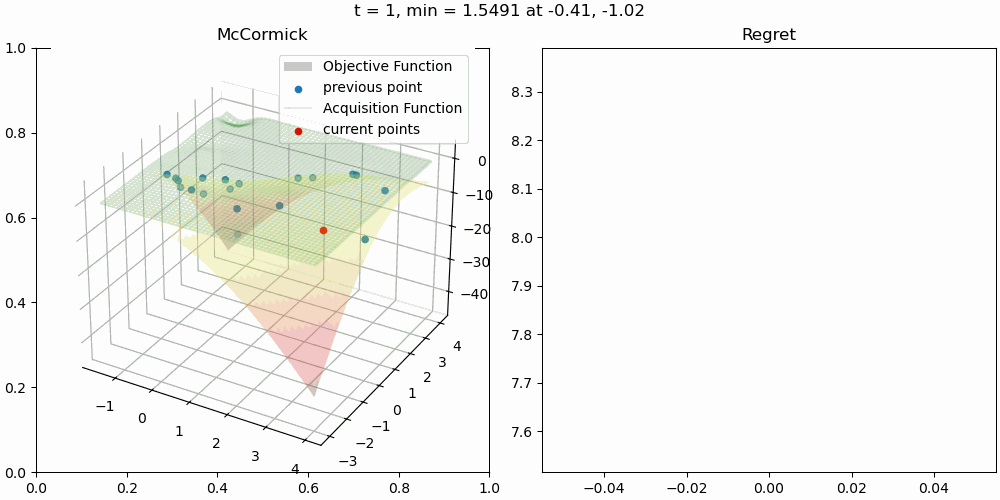 t = 1, min = 1.5491 at -0.41, -1.02
McCormick
Regret
Objective Function
previous point
Acquisition Function
current points
1.0
0.8
0.6
0.4
0.2
0.0
0.0 0.2 0.4 0.6 0.8 1.0
−1 0 1 2 3 4
−3 −2 −1 0 1 2 3 4
0
−10
−20
−30
−40
8.3
8.2
8.1
8.0
7.9
7.8
7.7
7.6
−0.04 −0.02 0.00 0.02 0.04